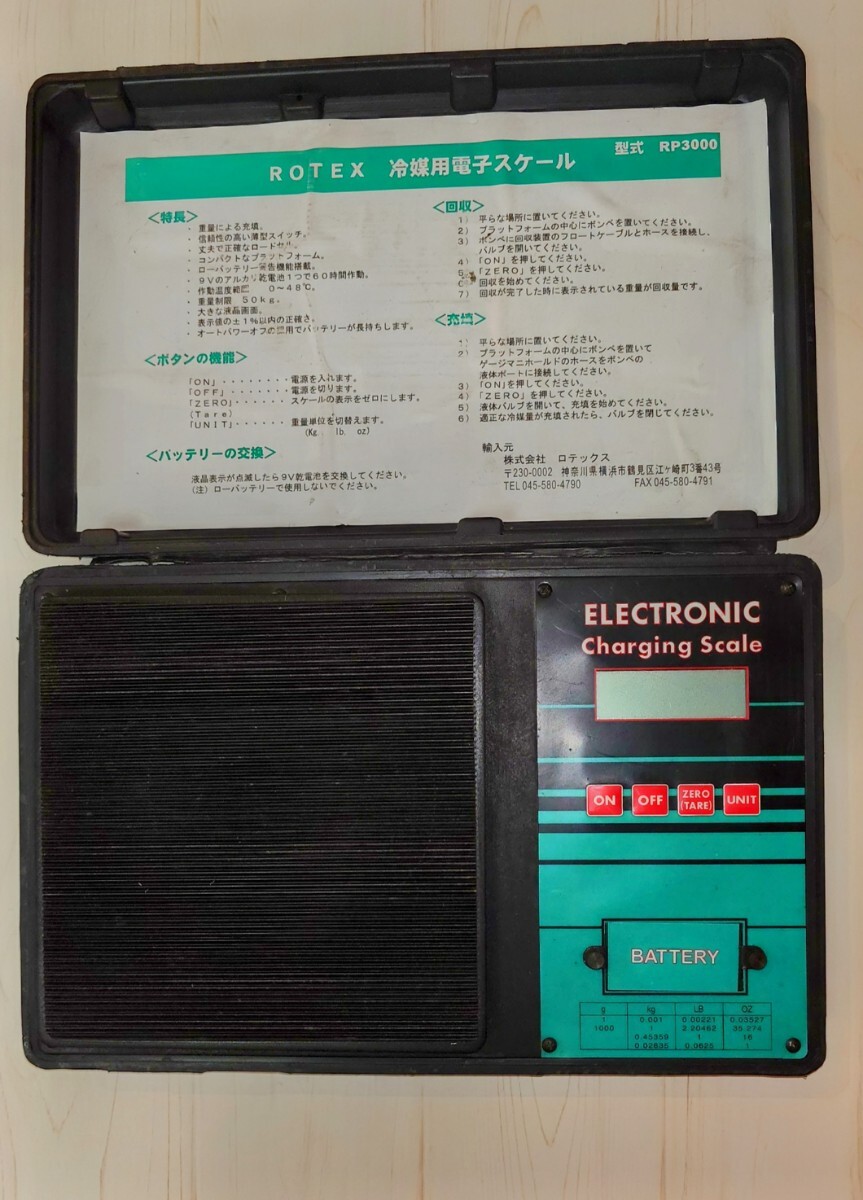 ROTEX 冷媒用電子スケール 型式 RP3000
<特長>
・重量による充填。
・信頼性の高い薄型スイッチ。
・丈夫で正確なロードセル。
・コンパクトなプラットフォーム。
・ローバッテリー警告機能搭載。
・9Vのアルカリ乾電池1つで60時間作動。
・作動温度範囲 0~48℃。
・重量制限 50kg。
・大きな液晶画面。
・表示値の±1%以内の正確さ。
・オートパワーオフの採用でバッテリーが長持ちします。
<ボタンの機能>
「ON」・・・・・・・・電源を入れます。
「OFF」・・・・・・・電源を切ります。
「ZERO」・・・・・・スケールの表示をゼロにします。
(Tare)
「UNIT」・・・・・・ 重量単位を切替えます。
(Kg. lb. oz)
<バッテリーの交換>
液晶表示が点滅したら9V乾電池を交換してください。
(注)ローバッテリーで使用しないでください。
<回収>
1) 平らな場所に置いてください。
2) プラットフォームの中心にボンベを置いてください。
3) ボンベに回収装置のフロートケーブルとホースを接続し、
バルブを開いてください。
4) 「ON」を押してください。
5) 「ZERO」を押してください。
6) 回収を始めてください。
7) 回収が完了した時に表示されている重量が回収量です。
<充填>
1) 平らな場所に置いてください。
2) プラットフォームの中心にボンベを置いて
ゲージマニホールドのホースをボンベの
液体ポートに接続してください。
3) 「ON」を押してください。
4) 「ZERO」を押してください。
5) 液体バルブを開いて、充填を始めてください。
6) 適正な冷媒量が充填されたら、バルブを閉じてください。
輸入元
株式会社 ロテックス
〒230-0002 神奈川県横浜市鶴見区江ヶ崎町3番43号
TEL 045-580-4790 FAX 045-580-4791
ELECTRONIC
Charging Scale
ON OFF ZERO (TARE) UNIT
BATTERY
g kg LB OZ
1 0.001 0.00221 0.03527
1000 1 2.20462 35.274
0.45359 1 16
0.02835 0.0625 1